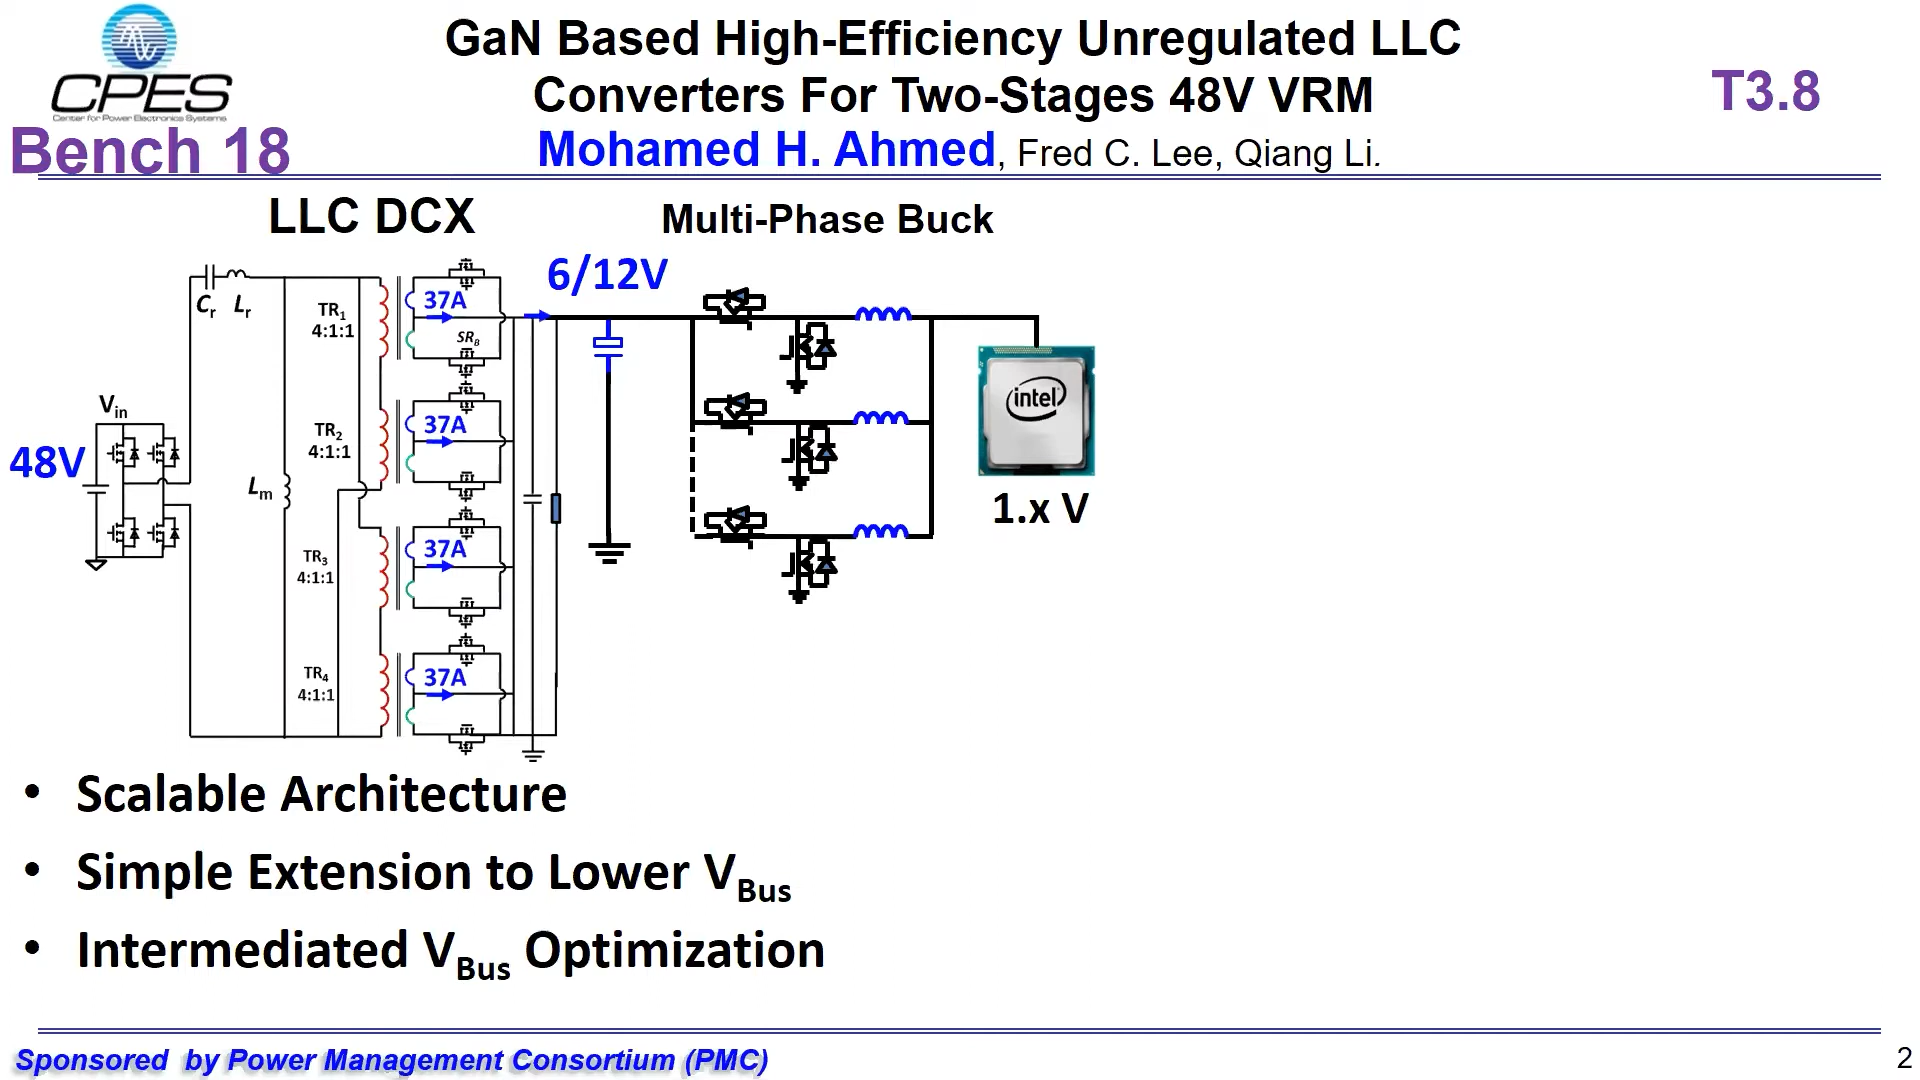 CPES
Center for Power Electronics Systems
Bench 18
GaN Based High-Efficiency Unregulated LLC
Converters For Two-Stages 48V VRM
Mohamed H. Ahmed, Fred C. Lee, Qiang Li.
T3.8
LLC DCX
Multi-Phase Buck
6/12V
Cr Lr
TR1
4:1:1
37A
SRB
Vin
48V
Lm
TR2
4:1:1
37A
TR3
4:1:1
37A
TR4
4:1:1
37A
intel
1.x V
• Scalable Architecture
• Simple Extension to Lower VBus
• Intermediated VBus Optimization
Sponsored by Power Management Consortium (PMC)
2